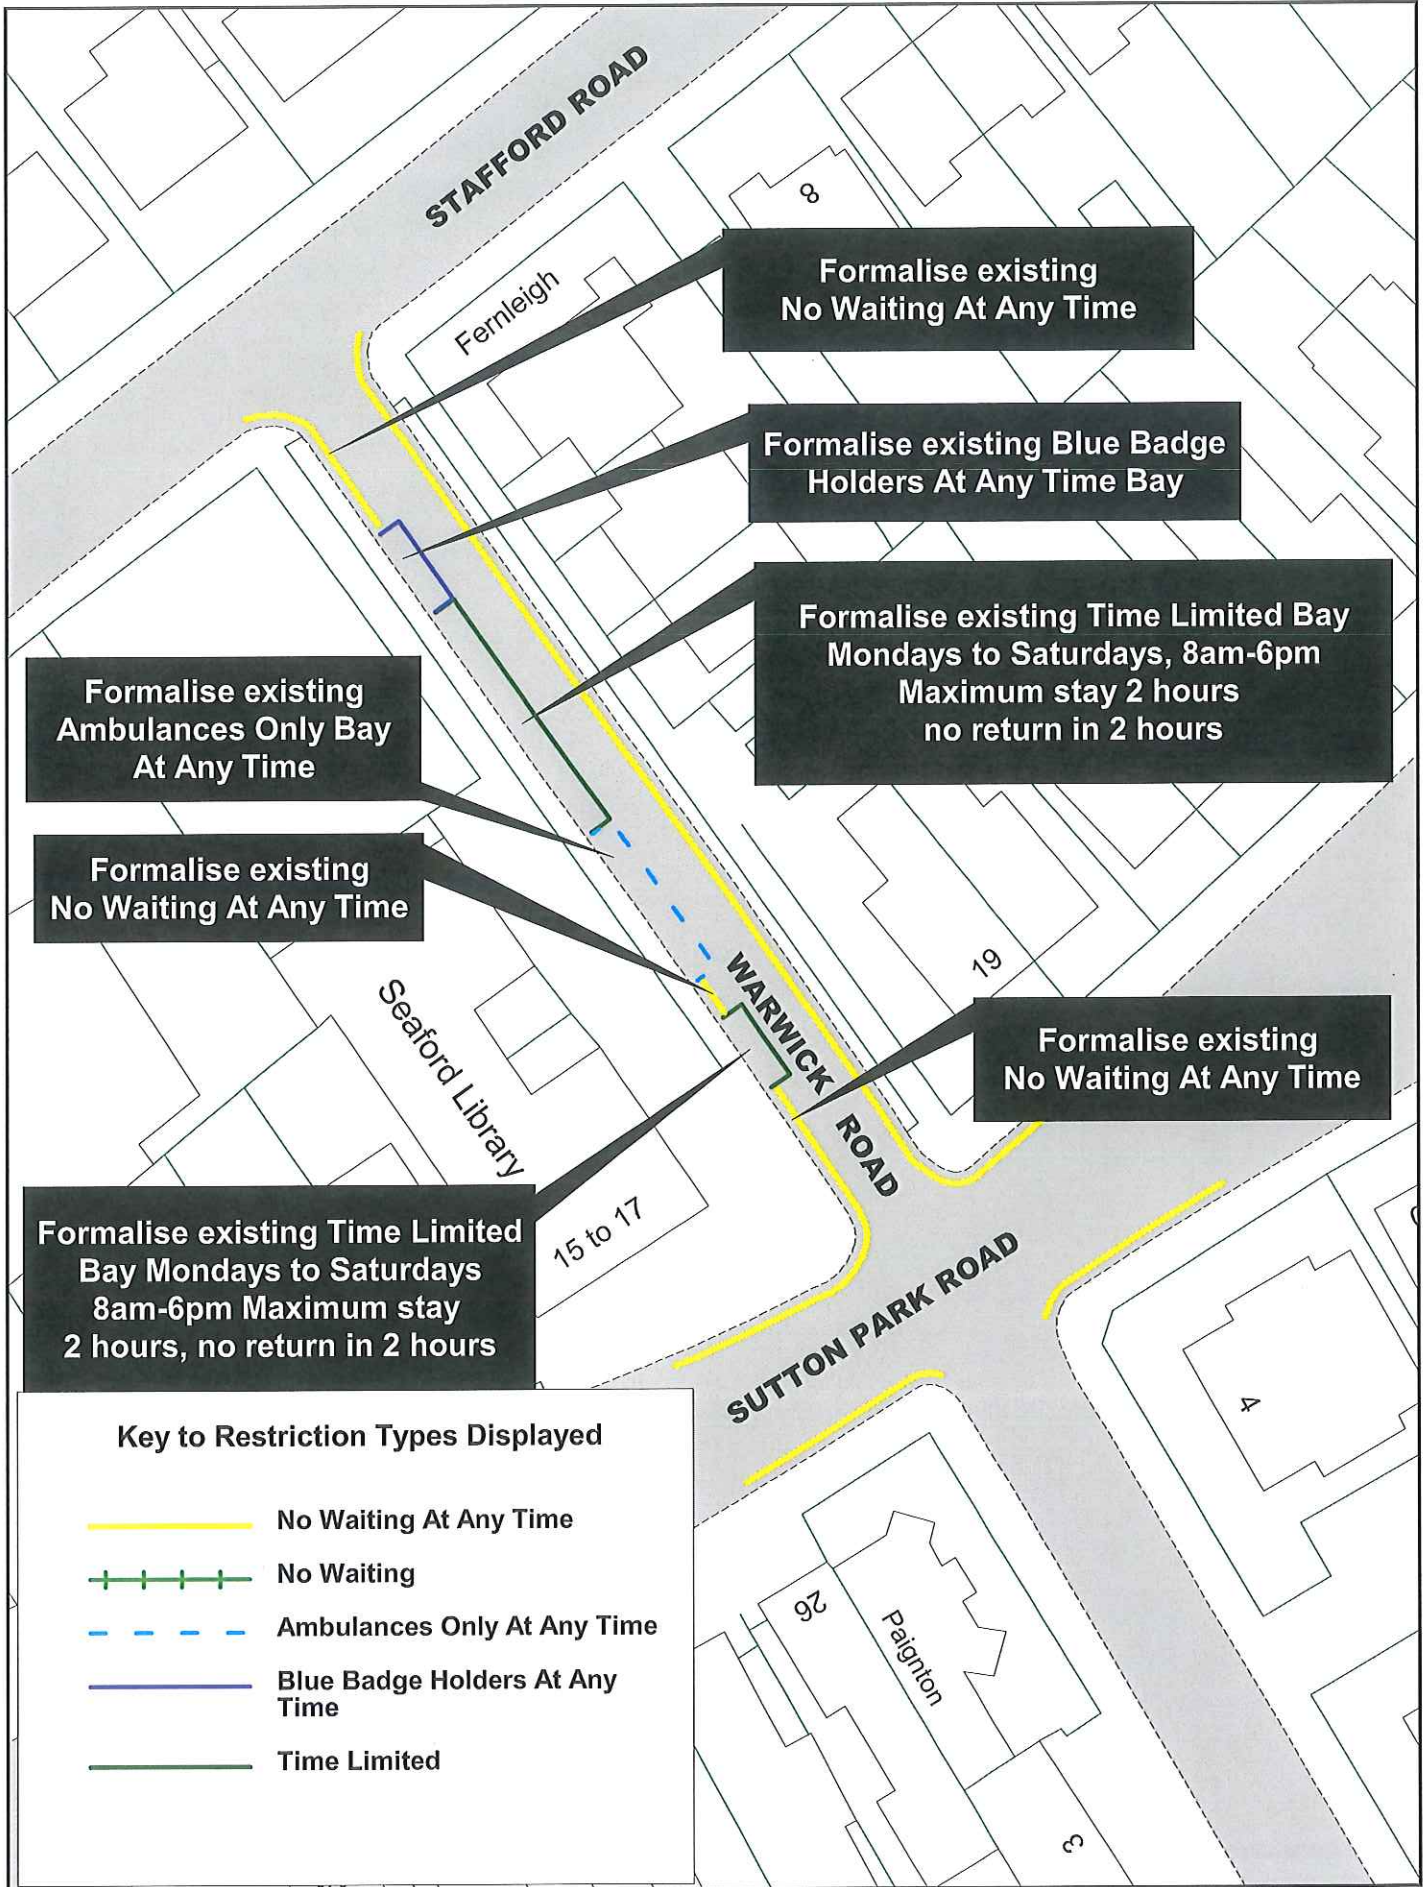 STAFFORD ROAD
8
Fernleigh
Formalise existing
No Waiting At Any Time
Formalise existing Blue Badge
Holders At Any Time Bay
Formalise existing Time Limited Bay
Mondays to Saturdays, 8am-6pm
Maximum stay 2 hours
no return in 2 hours
Formalise existing
Ambulances Only Bay
At Any Time
Formalise existing
No Waiting At Any Time
Seaford Library
WARWICK ROAD
19
Formalise existing
No Waiting At Any Time
Formalise existing Time Limited
Bay Mondays to Saturdays
8am-6pm Maximum stay
2 hours, no return in 2 hours
15 to 17
SUTTON PARK ROAD
4
26
Paignton
3
Key to Restriction Types Displayed
No Waiting At Any Time
No Waiting
Ambulances Only At Any Time
Blue Badge Holders At Any
Time
Time Limited